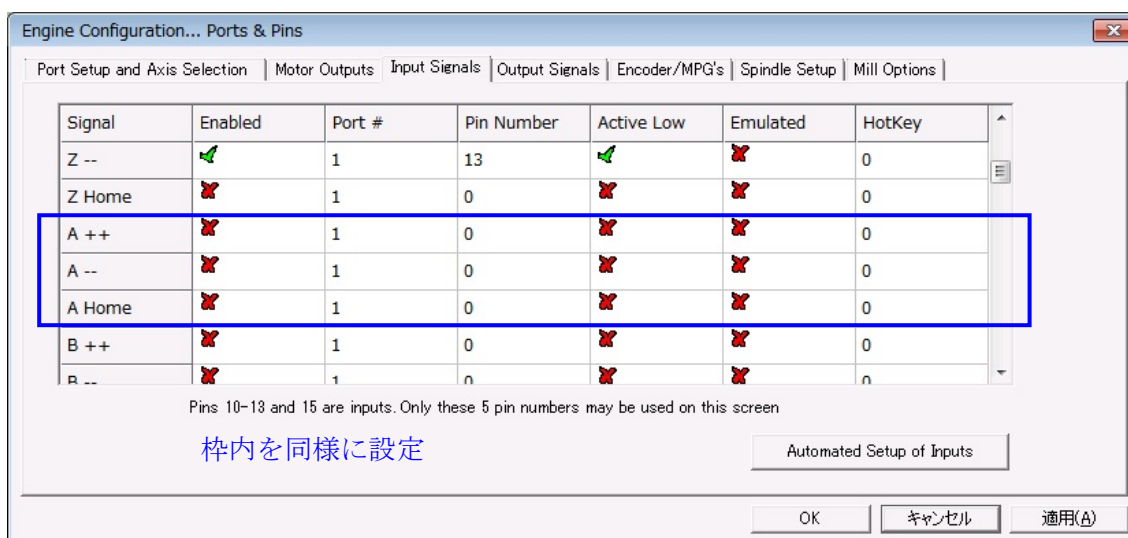 Engine Configuration... Ports & Pins
Port Setup and Axis Selection Motor Outputs Input Signals Output Signals Encoder/MPG's Spindle Setup Mill Options
Signal Enabled Port # Pin Number Active Low Emulated HotKey
Z -- 1 13 0
Z Home 1 0 0
A ++ 1 0 0
A -- 1 0 0
A Home 1 0 0
B ++ 1 0 0
B -- 1 0 0
Pins 10-13 and 15 are inputs. Only these 5 pin numbers may be used on this screen
枠内を同様に設定
Automated Setup of Inputs
OK キャンセル 適用(A)